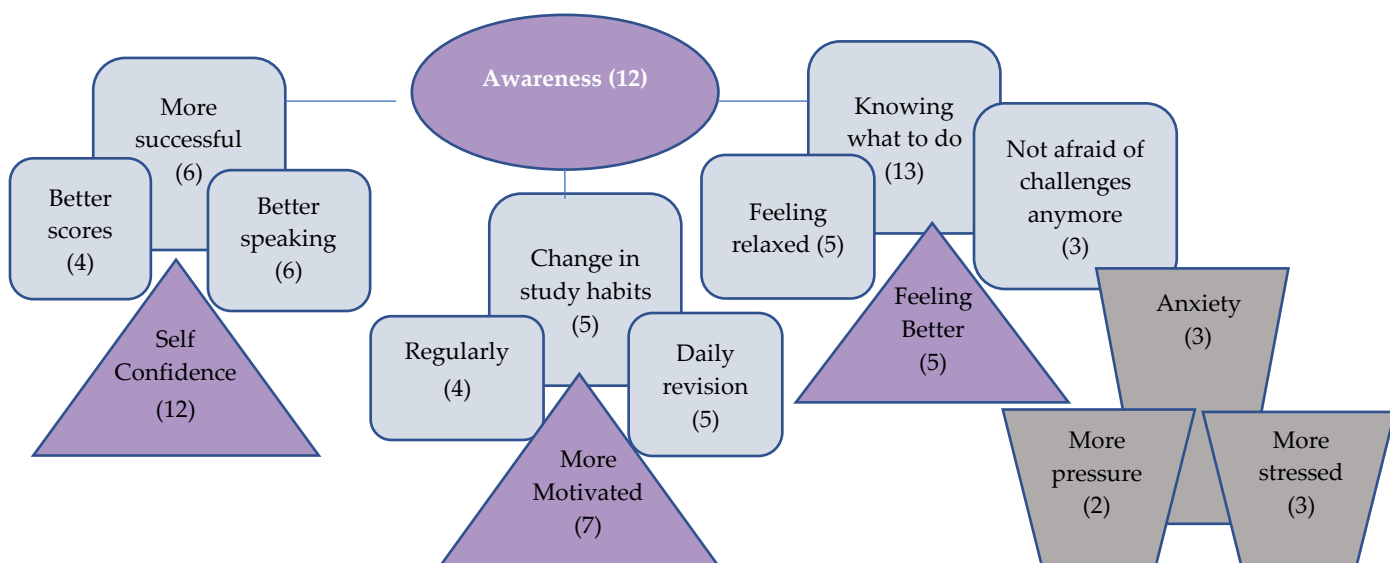 Awareness (12)
More
successful
(6)
Better
scores
(4)
Better
speaking
(6)
Self
Confidence
(12)
Change in
study habits
(5)
Regularly
(4)
Daily
revision
(5)
More
Motivated
(7)
Knowing
what to do
(13)
Feeling
relaxed (5)
Not afraid of
challenges
anymore
(3)
Feeling
Better
(5)
Anxiety
(3)
More
pressure
(2)
More
stressed
(3)